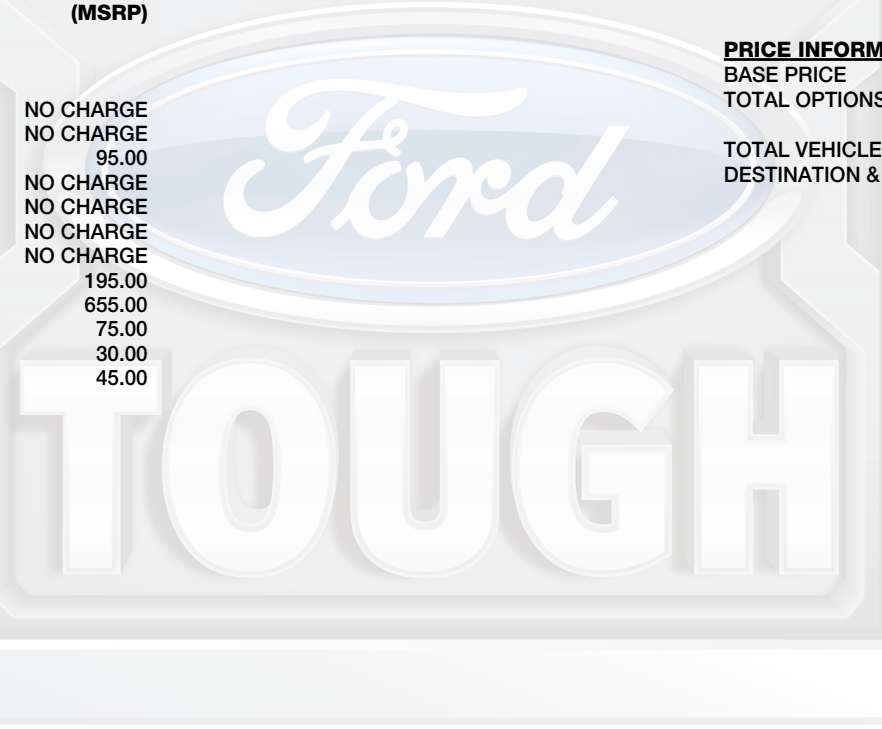 (MSRP)
NO CHARGE
NO CHARGE
95.00
NO CHARGE
NO CHARGE
NO CHARGE
NO CHARGE
195.00
655.00
75.00
30.00
45.00
PRICE INFORM
BASE PRICE
TOTAL OPTIONS
TOTAL VEHICLE
DESTINATION &
Ford
TOUGH